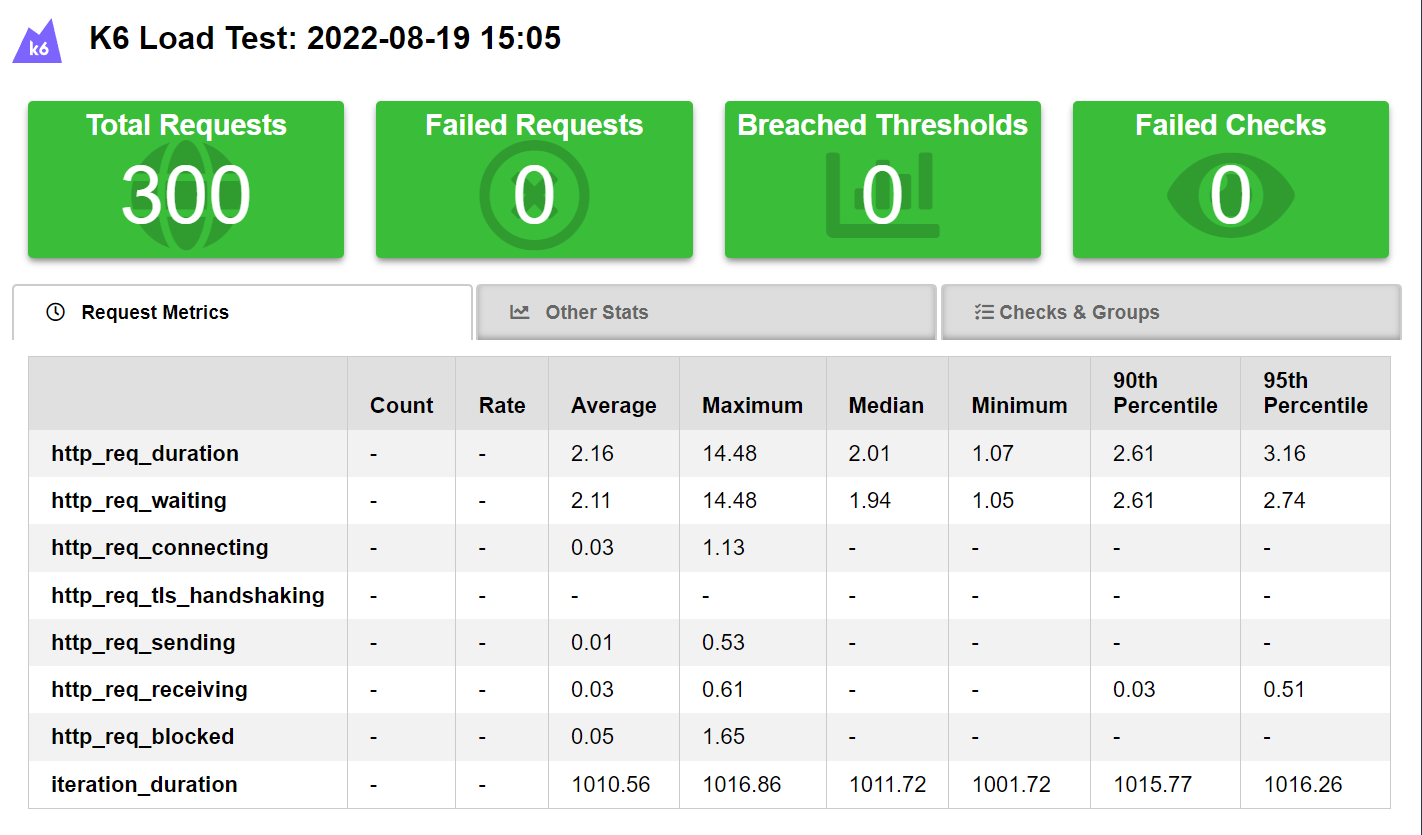 k6
K6 Load Test: 2022-08-19 15:05
Total Requests
300
Failed Requests
0
Breached Thresholds
0
Failed Checks
0
Request Metrics
Other Stats
Checks & Groups
Count Rate Average Maximum Median Minimum 90th Percentile 95th Percentile
http_req_duration - - 2.16 14.48 2.01 1.07 2.61 3.16
http_req_waiting - - 2.11 14.48 1.94 1.05 2.61 2.74
http_req_connecting - - 0.03 1.13 - - - -
http_req_tls_handshaking - - - - - - - -
http_req_sending - - 0.01 0.53 - - - -
http_req_receiving - - 0.03 0.61 - - 0.03 0.51
http_req_blocked - - 0.05 1.65 - - - -
iteration_duration - - 1010.56 1016.86 1011.72 1001.72 1015.77 1016.26